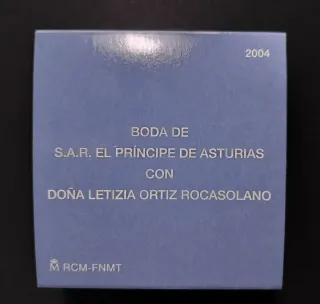 2004
BODA DE
S.A.R. EL PRÍNCIPE DE ASTURIAS
CON
DOÑA LETIZIA ORTIZ ROCASOLANO
M RCM-FNMT